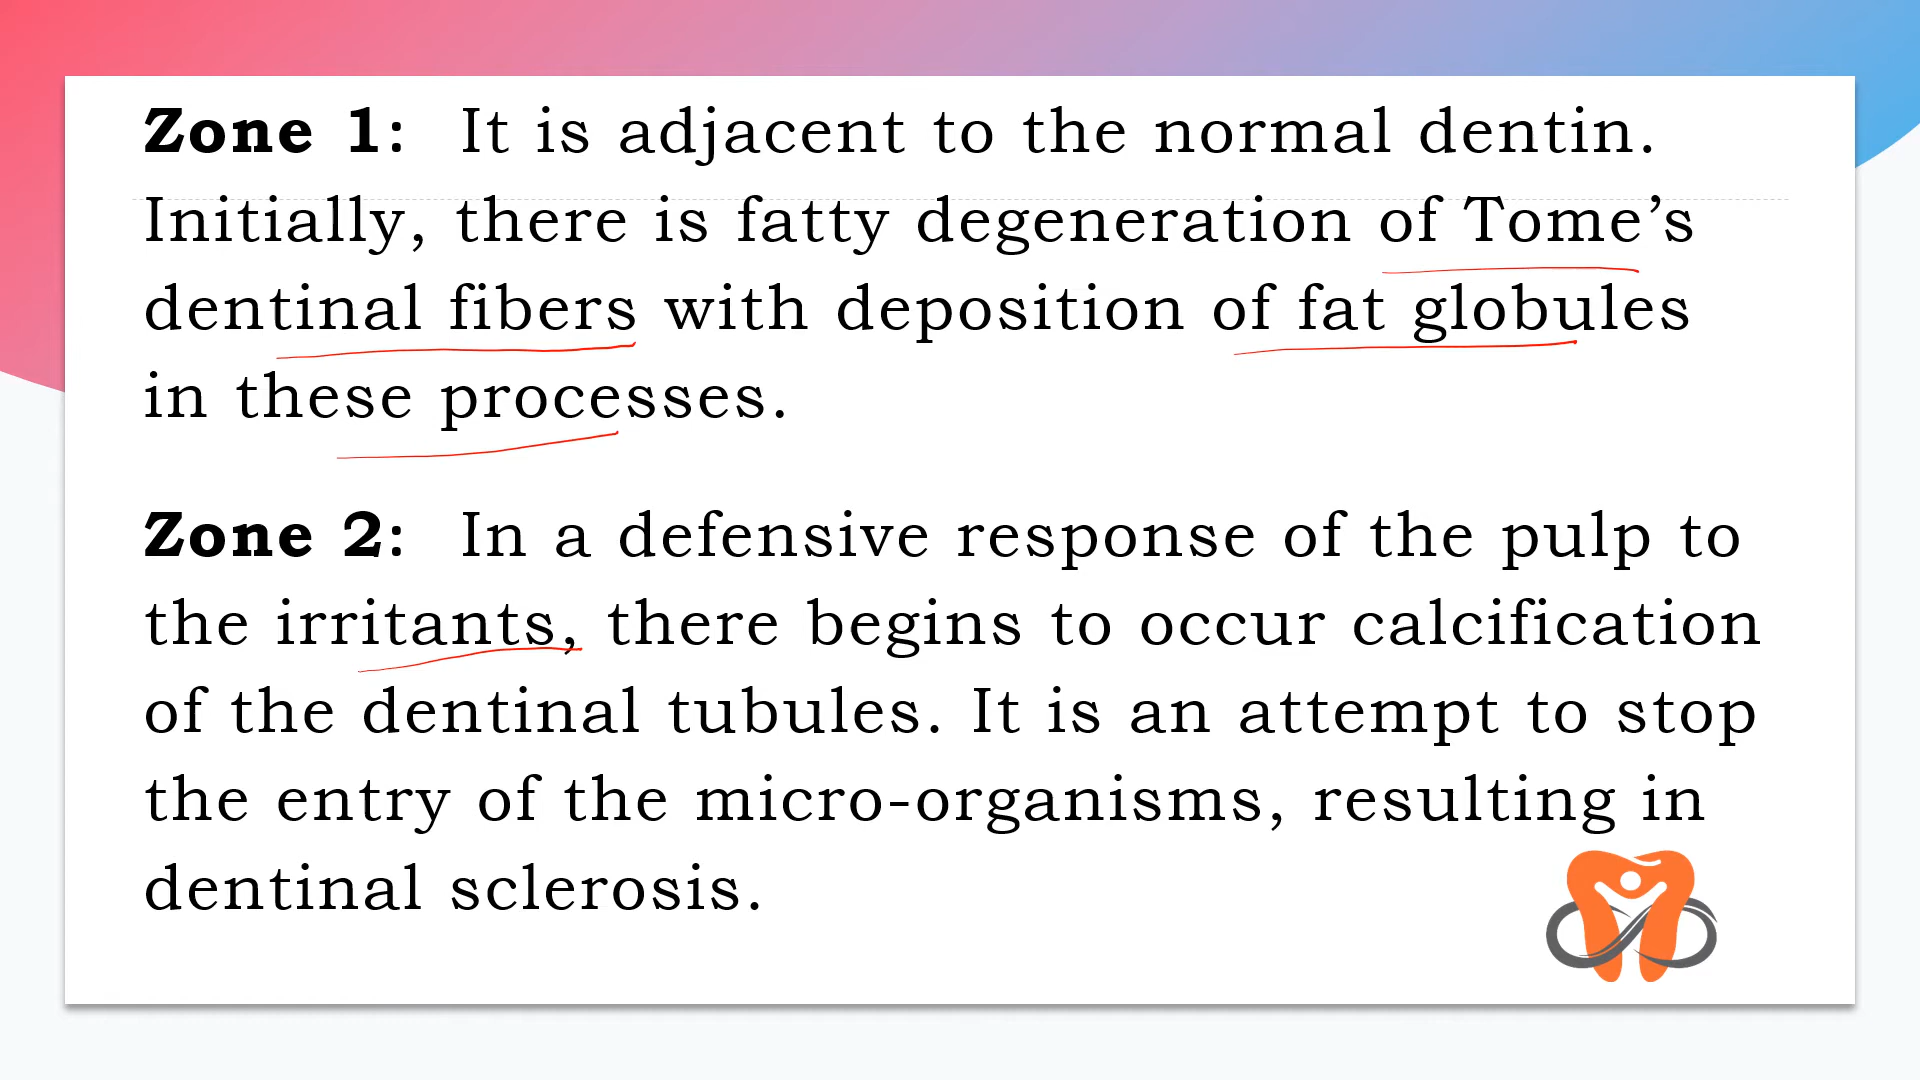 Zone 1: It is adjacent to the normal dentin.
Initially, there is fatty degeneration of Tome’s
dentinal fibers with deposition of fat globules
in these processes.
Zone 2: In a defensive response of the pulp to
the irritants, there begins to occur calcification
of the dentinal tubules. It is an attempt to stop
the entry of the micro-organisms, resulting in
dentinal sclerosis.